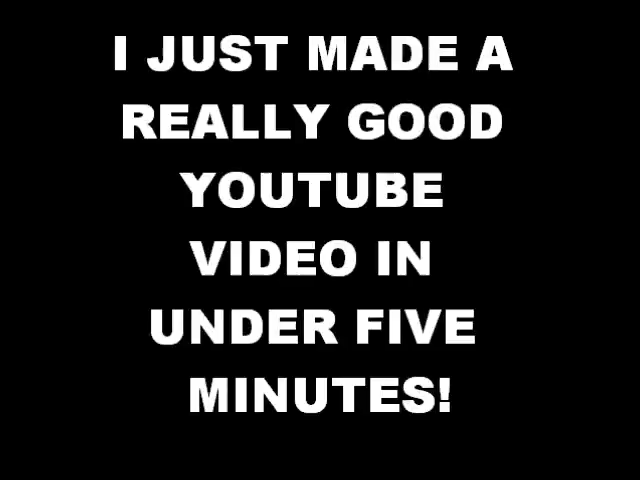 I JUST MADE A
REALLY GOOD
YOUTUBE
VIDEO IN
UNDER FIVE
MINUTES!